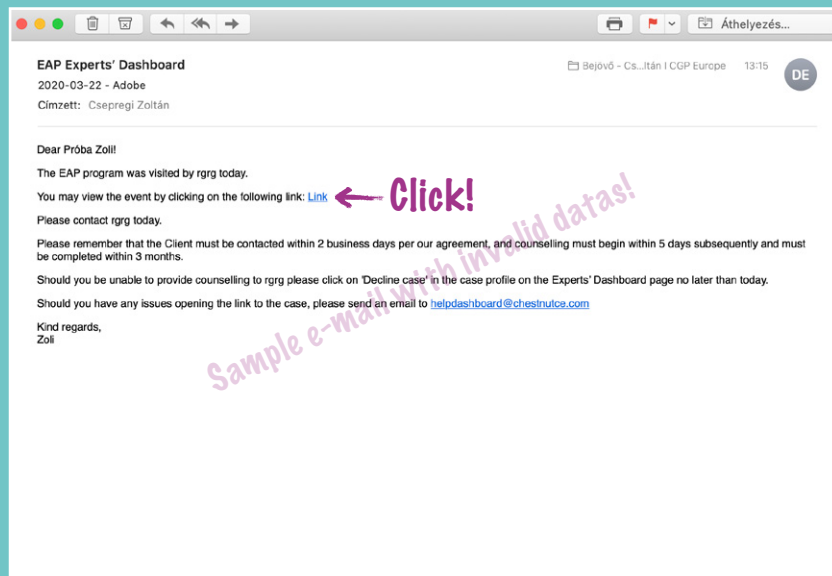 Áthelyezés...
EAP Experts' Dashboard
Bejövő - Cs...ltán I CGP Europe 13:15
DE
2020-03-22 - Adobe
Címzett: Csepregi Zoltán
Dear Próba Zoli!
The EAP program was visited by rgrg today.
You may view the event by clicking on the following link: Link
Click!
Please contact rgrg today.
Please remember that the Client must be contacted within 2 business days per our agreement, and counselling must begin within 5 days subsequently and must
be completed within 3 months.
Should you be unable to provide counselling to rgrg please click on 'Decline case' in the case profile on the Experts' Dashboard page no later than today.
Should you have any issues opening the link to the case, please send an email to helpdashboard@chestnutce.com
Kind regards,
Zoli
Sample e-mail with invalid datas!